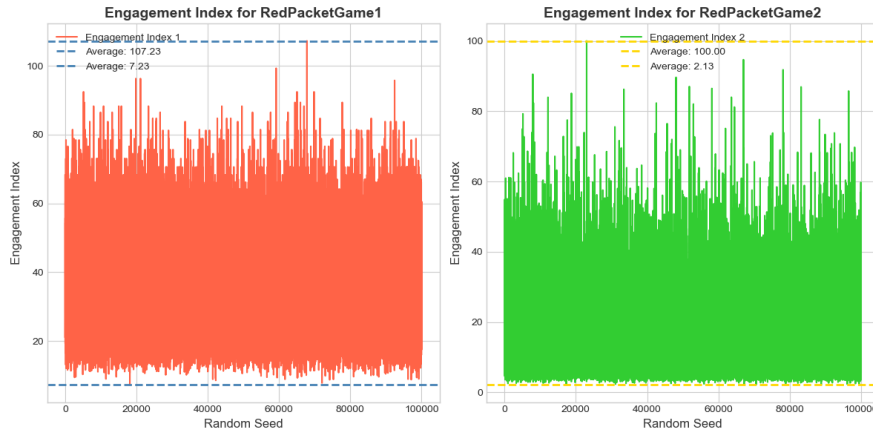 Engagement Index for RedPacketGame1
Engagement Index 1
Average: 107.23
Average: 7.23
100
80
60
40
20
Engagement Index
0
20000
40000
60000
80000
100000
Random Seed
Engagement Index for RedPacketGame2
Engagement Index 2
Average: 100.00
Average: 2.13
100
80
60
40
20
0
Engagement Index
0
20000
40000
60000
80000
100000
Random Seed